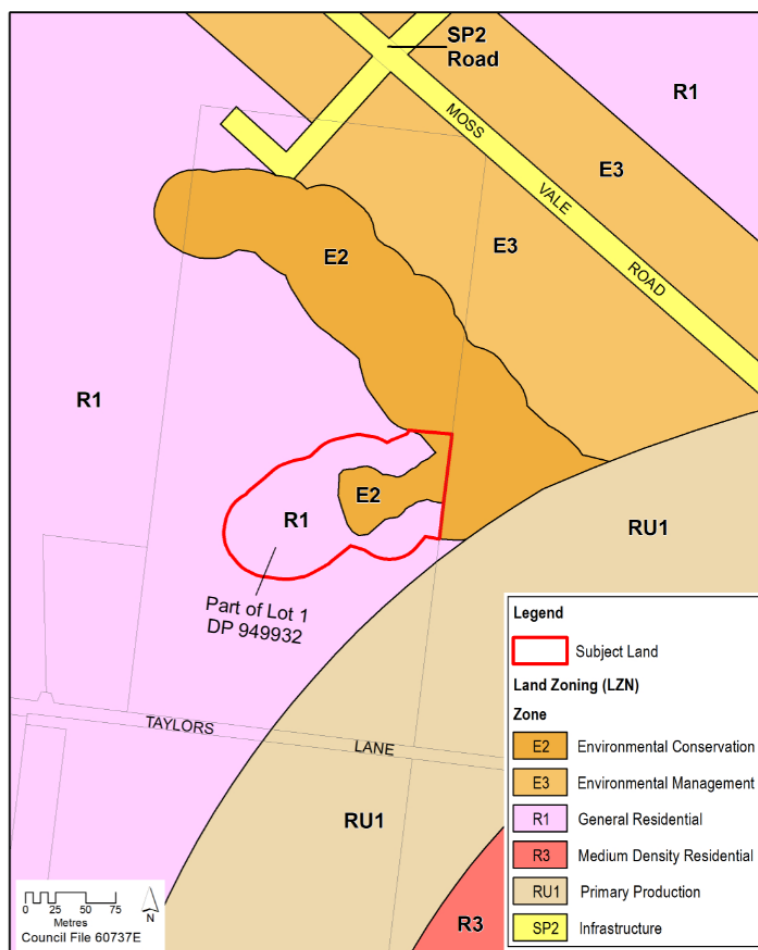 SP2
Road
R1
MOSS
VALE
ROAD
E3
E3
E2
R1
E2
R1
RU1
Part of Lot 1
DP 949932
TAYLORS
LANE
RU1
R3
Legend
Subject Land
Land Zoning (LZN)
Zone
E2 Environmental Conservation
E3 Environmental Management
R1 General Residential
R3 Medium Density Residential
RU1 Primary Production
SP2 Infrastructure
0 25 50 75
Metres
N
Council File 60737E